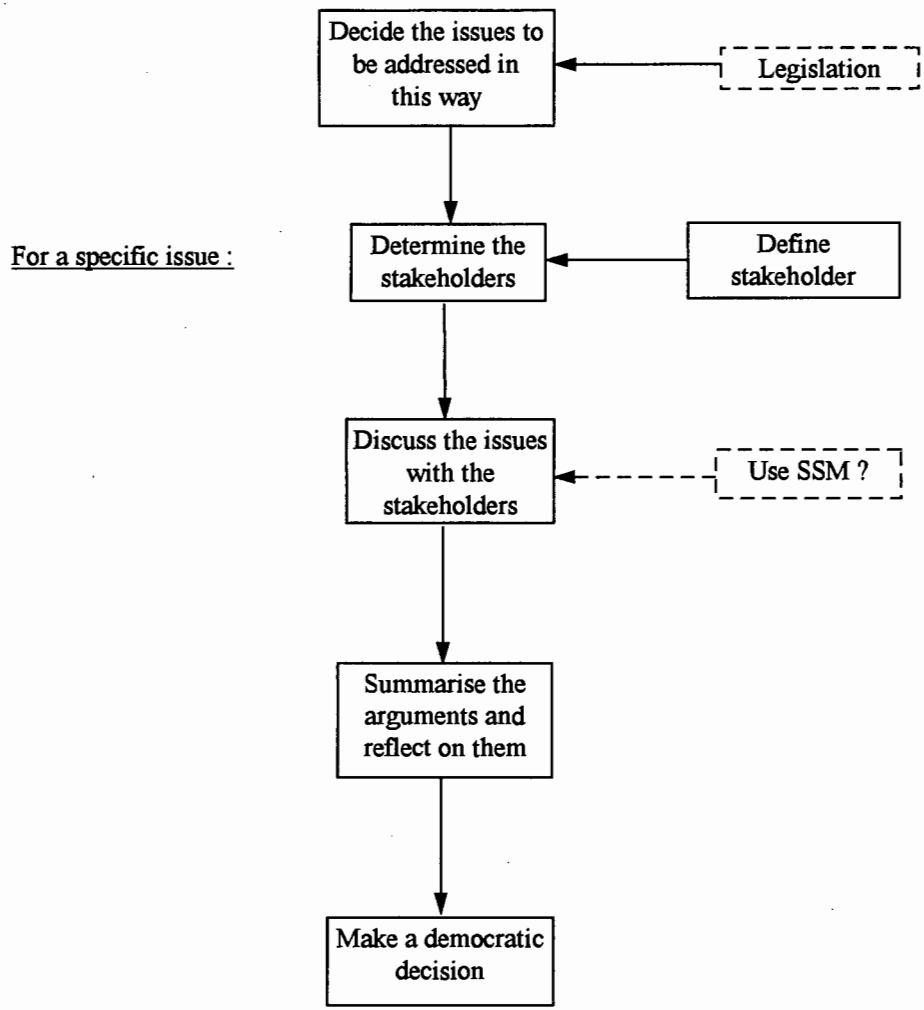 Decide the issues to
be addressed in
this way
Legislation
For a specific issue :
Determine the
stakeholders
Define
stakeholder
Discuss the issues
with the
stakeholders
Use SSM ?
Summarise the
arguments and
reflect on them
Make a democratic
decision